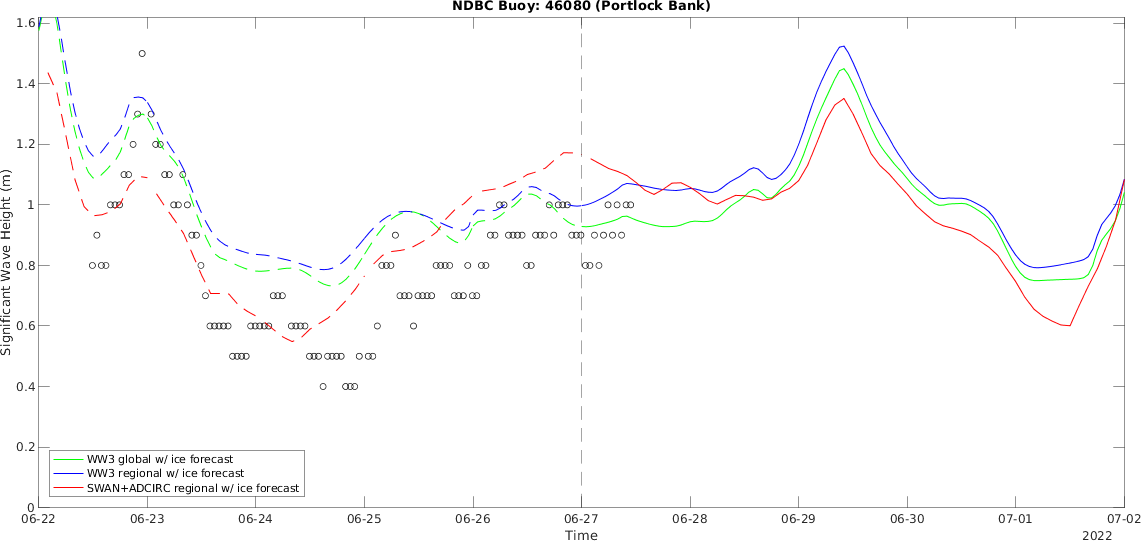 NDBC Buoy: 46080 (Portlock Bank)
Significant Wave Height (m)
1.6
1.4
1.2
1
0.8
0.6
0.4
0.2
0
WW3 global w/ ice forecast
WW3 regional w/ ice forecast
SWAN+ADCIRC regional w/ ice forecast
06-22 06-23 06-24 06-25 06-26 06-27 06-28 06-29 06-30 07-01 07-02
Time
2022